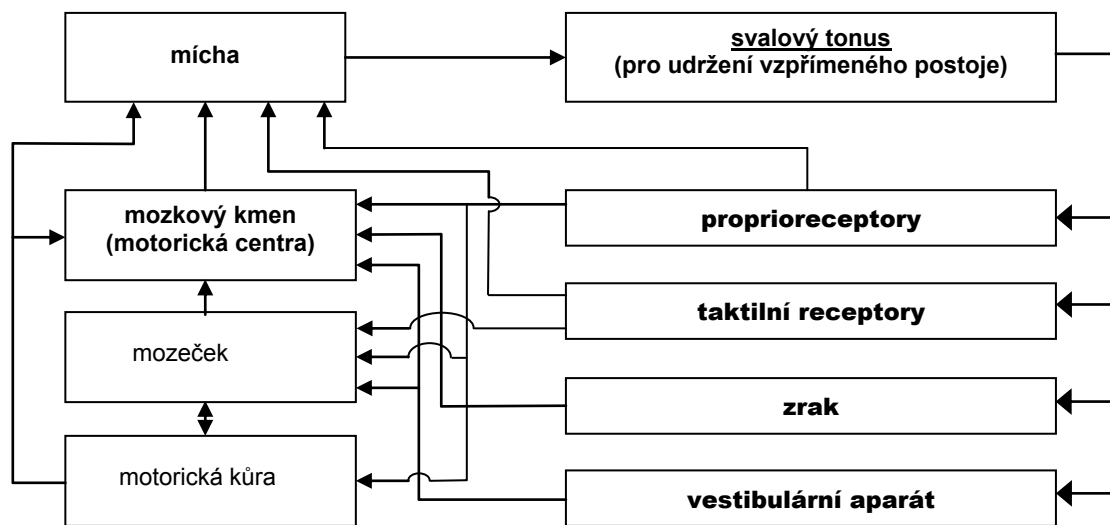 mícha
svalový tonus
(pro udržení vzpřímeného postoje)
mozkový kmen
(motorická centra)
proprioreceptory
taktilní receptory
mozeček
zrak
motorická kůra
vestibulární aparát